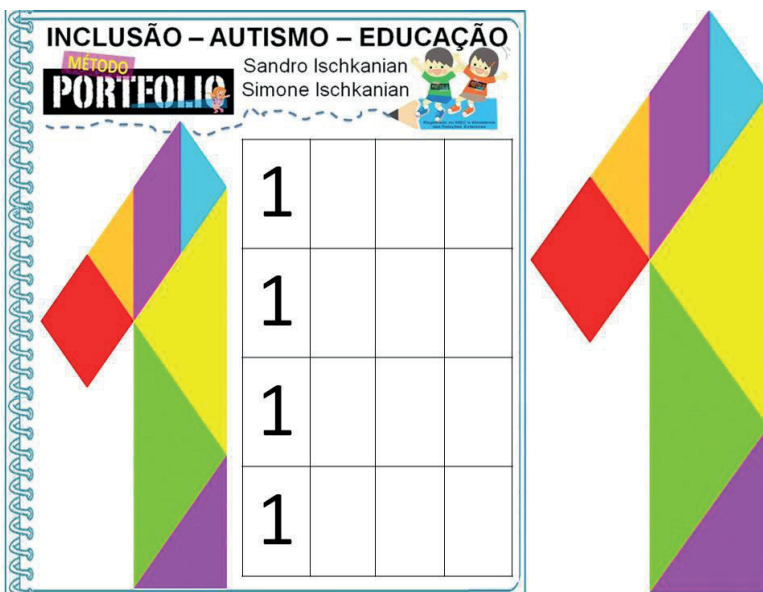 INCLUSÃO – AUTISMO – EDUCAÇÃO
MÉTODO
PORTFOLIO
Sandro Ischkanian
Simone Ischkanian
1
1
1
1